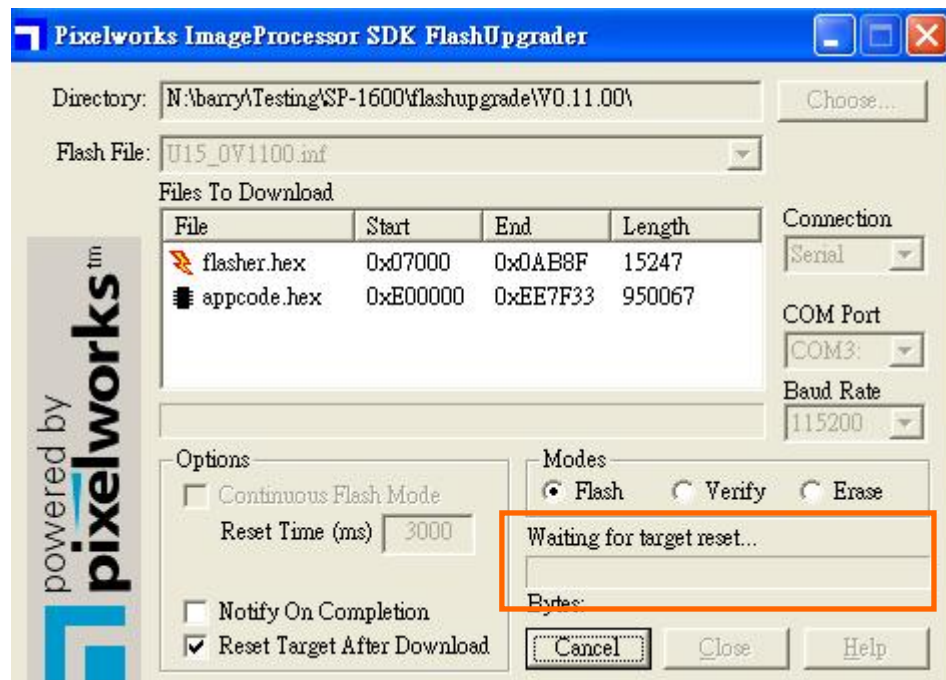 Pixelworks ImageProcessor SDK FlashUpgrader
Directory: N:\barry\Testing\SP-1600\flashupgrade\V0.11.00\ Choose...
Flash File: U15_0V1100.inf
Files To Download
File Start End Length
flasher.hex 0x07000 0x0AB8F 15247
appcode.hex 0xE00000 0xEE7F33 950067
Connection
Serial
COM Port
COM3:
Baud Rate
115200
powered by
pixelworks tm
Options
Continuous Flash Mode
Reset Time (ms) 3000
Notify On Completion
Reset Target After Download
Modes
Flash Verify Erase
Waiting for target reset...
Bytes:
Cancel Close Help